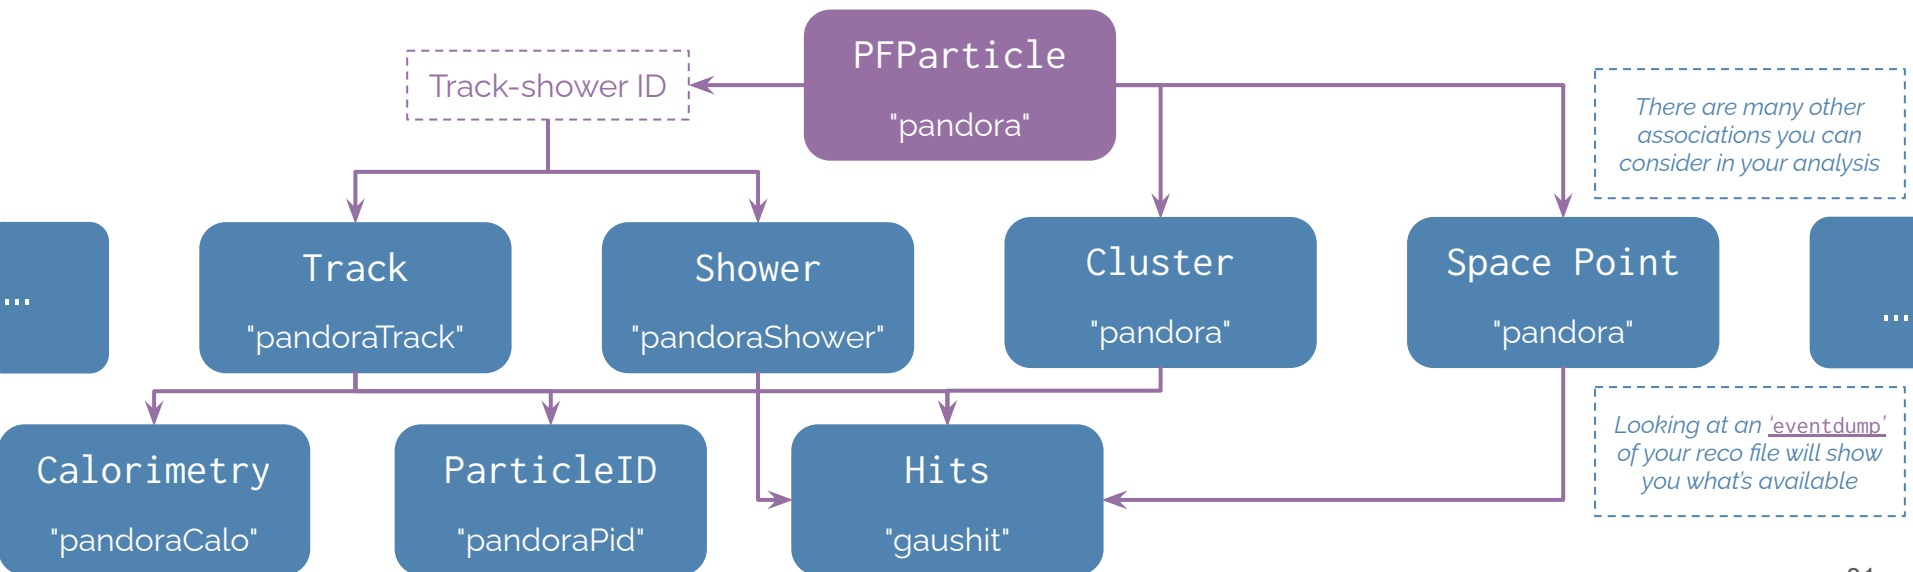 PFParticle
"pandora"
Track-shower ID
There are many other
associations you can
consider in your analysis
...
Track
"pandoraTrack"
Shower
"pandoraShower"
Cluster
"pandora"
Space Point
"pandora"
...
Calorimetry
"pandoraCalo"
ParticleID
"pandoraPid"
Hits
"gaushit"
Looking at an 'eventdump'
of your reco file will show
you what's available